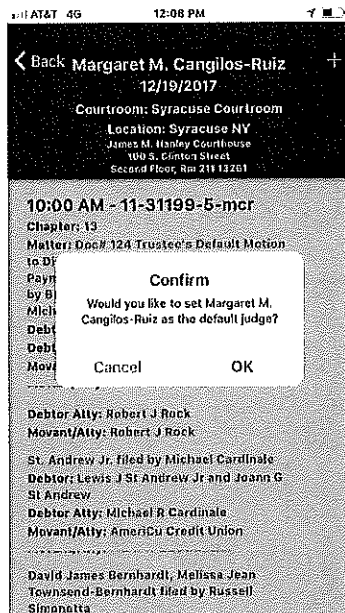 AT&T 4G 12:08 PM
Back Margaret M. Cangilos-Ruiz +
12/19/2017
Courtroom: Syracuse Courtroom
Location: Syracuse NY
James M. Hanley Courthouse
100 S. Clinton Street
Second Floor, Rm 211 13261
10:00 AM - 11-31199-5-mcr
Chapter: 13
Matter: Doc# 124 Trustee's Default Motion
to Di
Paym
by B
Mich
Debt
Debt
Mova
Confirm
Would you like to set Margaret M.
Cangilos-Ruiz as the default judge?
Cancel OK
Debtor Atty: Robert J Rock
Movant/Atty: Robert J Rock
St. Andrew Jr. filed by Michael Cardinale
Debtor: Lewis J St Andrew Jr and Joann G
St Andrew
Debtor Atty: Michael R Cardinale
Movant/Atty: AmeriCu Credit Union
David James Bernhardt, Melissa Jean
Townsend-Bernhardt filed by Russell
Simonetta